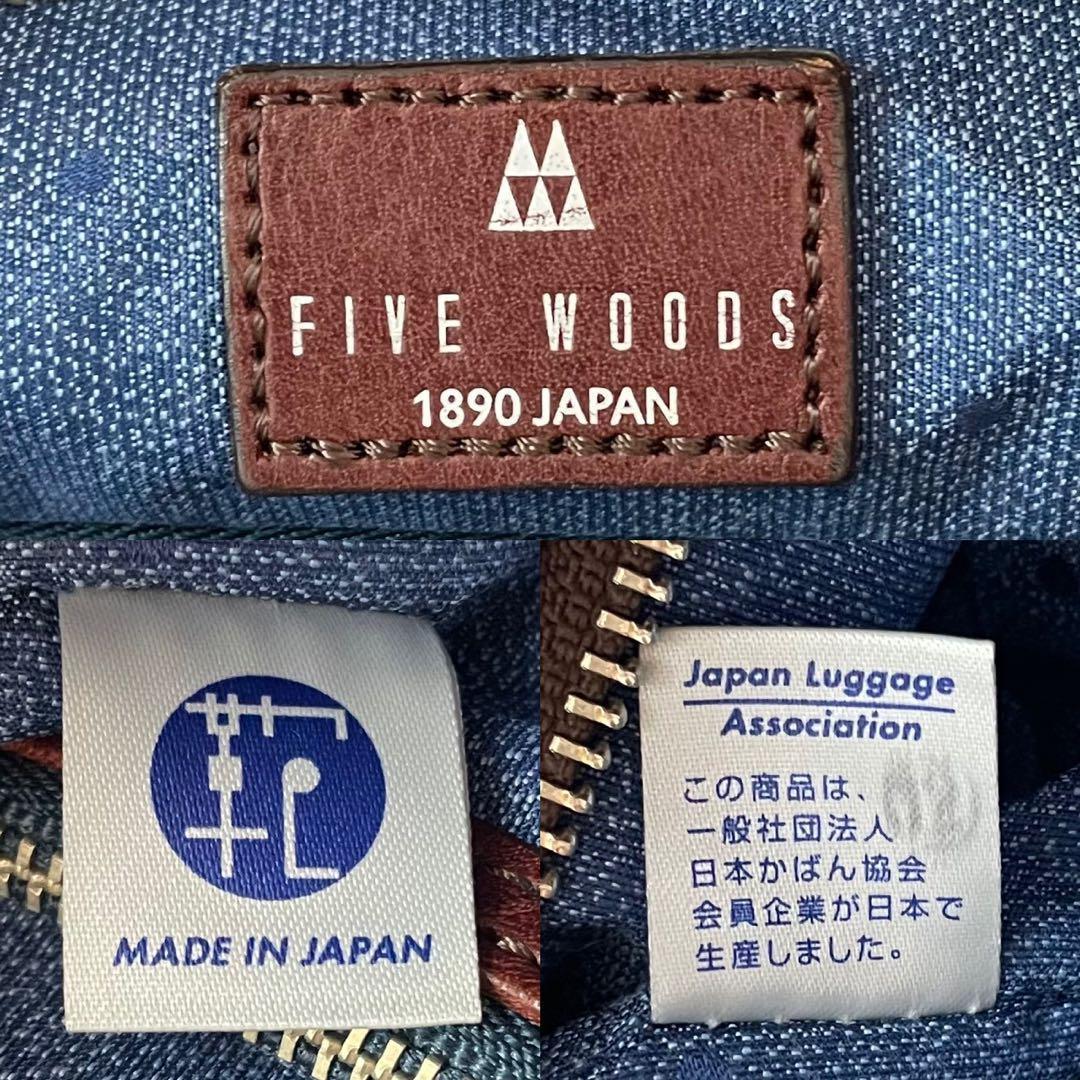 FIVE WOODS
1890 JAPAN
MADE IN JAPAN
Japan Luggage
Association
この商品は、
一般社団法人
日本かばん協会
会員企業が日本で
生産しました。